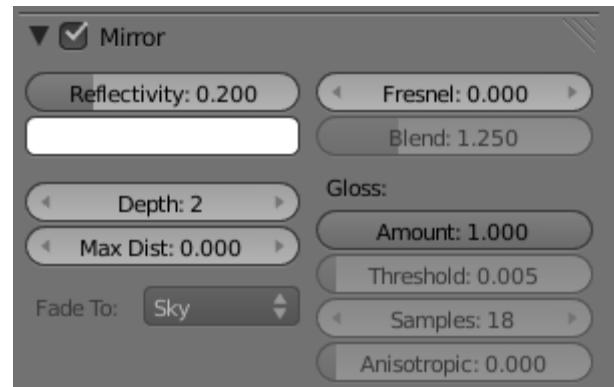 Mirror
Reflectivity: 0.200
Fresnel: 0.000
Blend: 1.250
Depth: 2
Max Dist: 0.000
Fade To: Sky
Gloss:
Amount: 1.000
Threshold: 0.005
Samples: 18
Anisotropic: 0.000